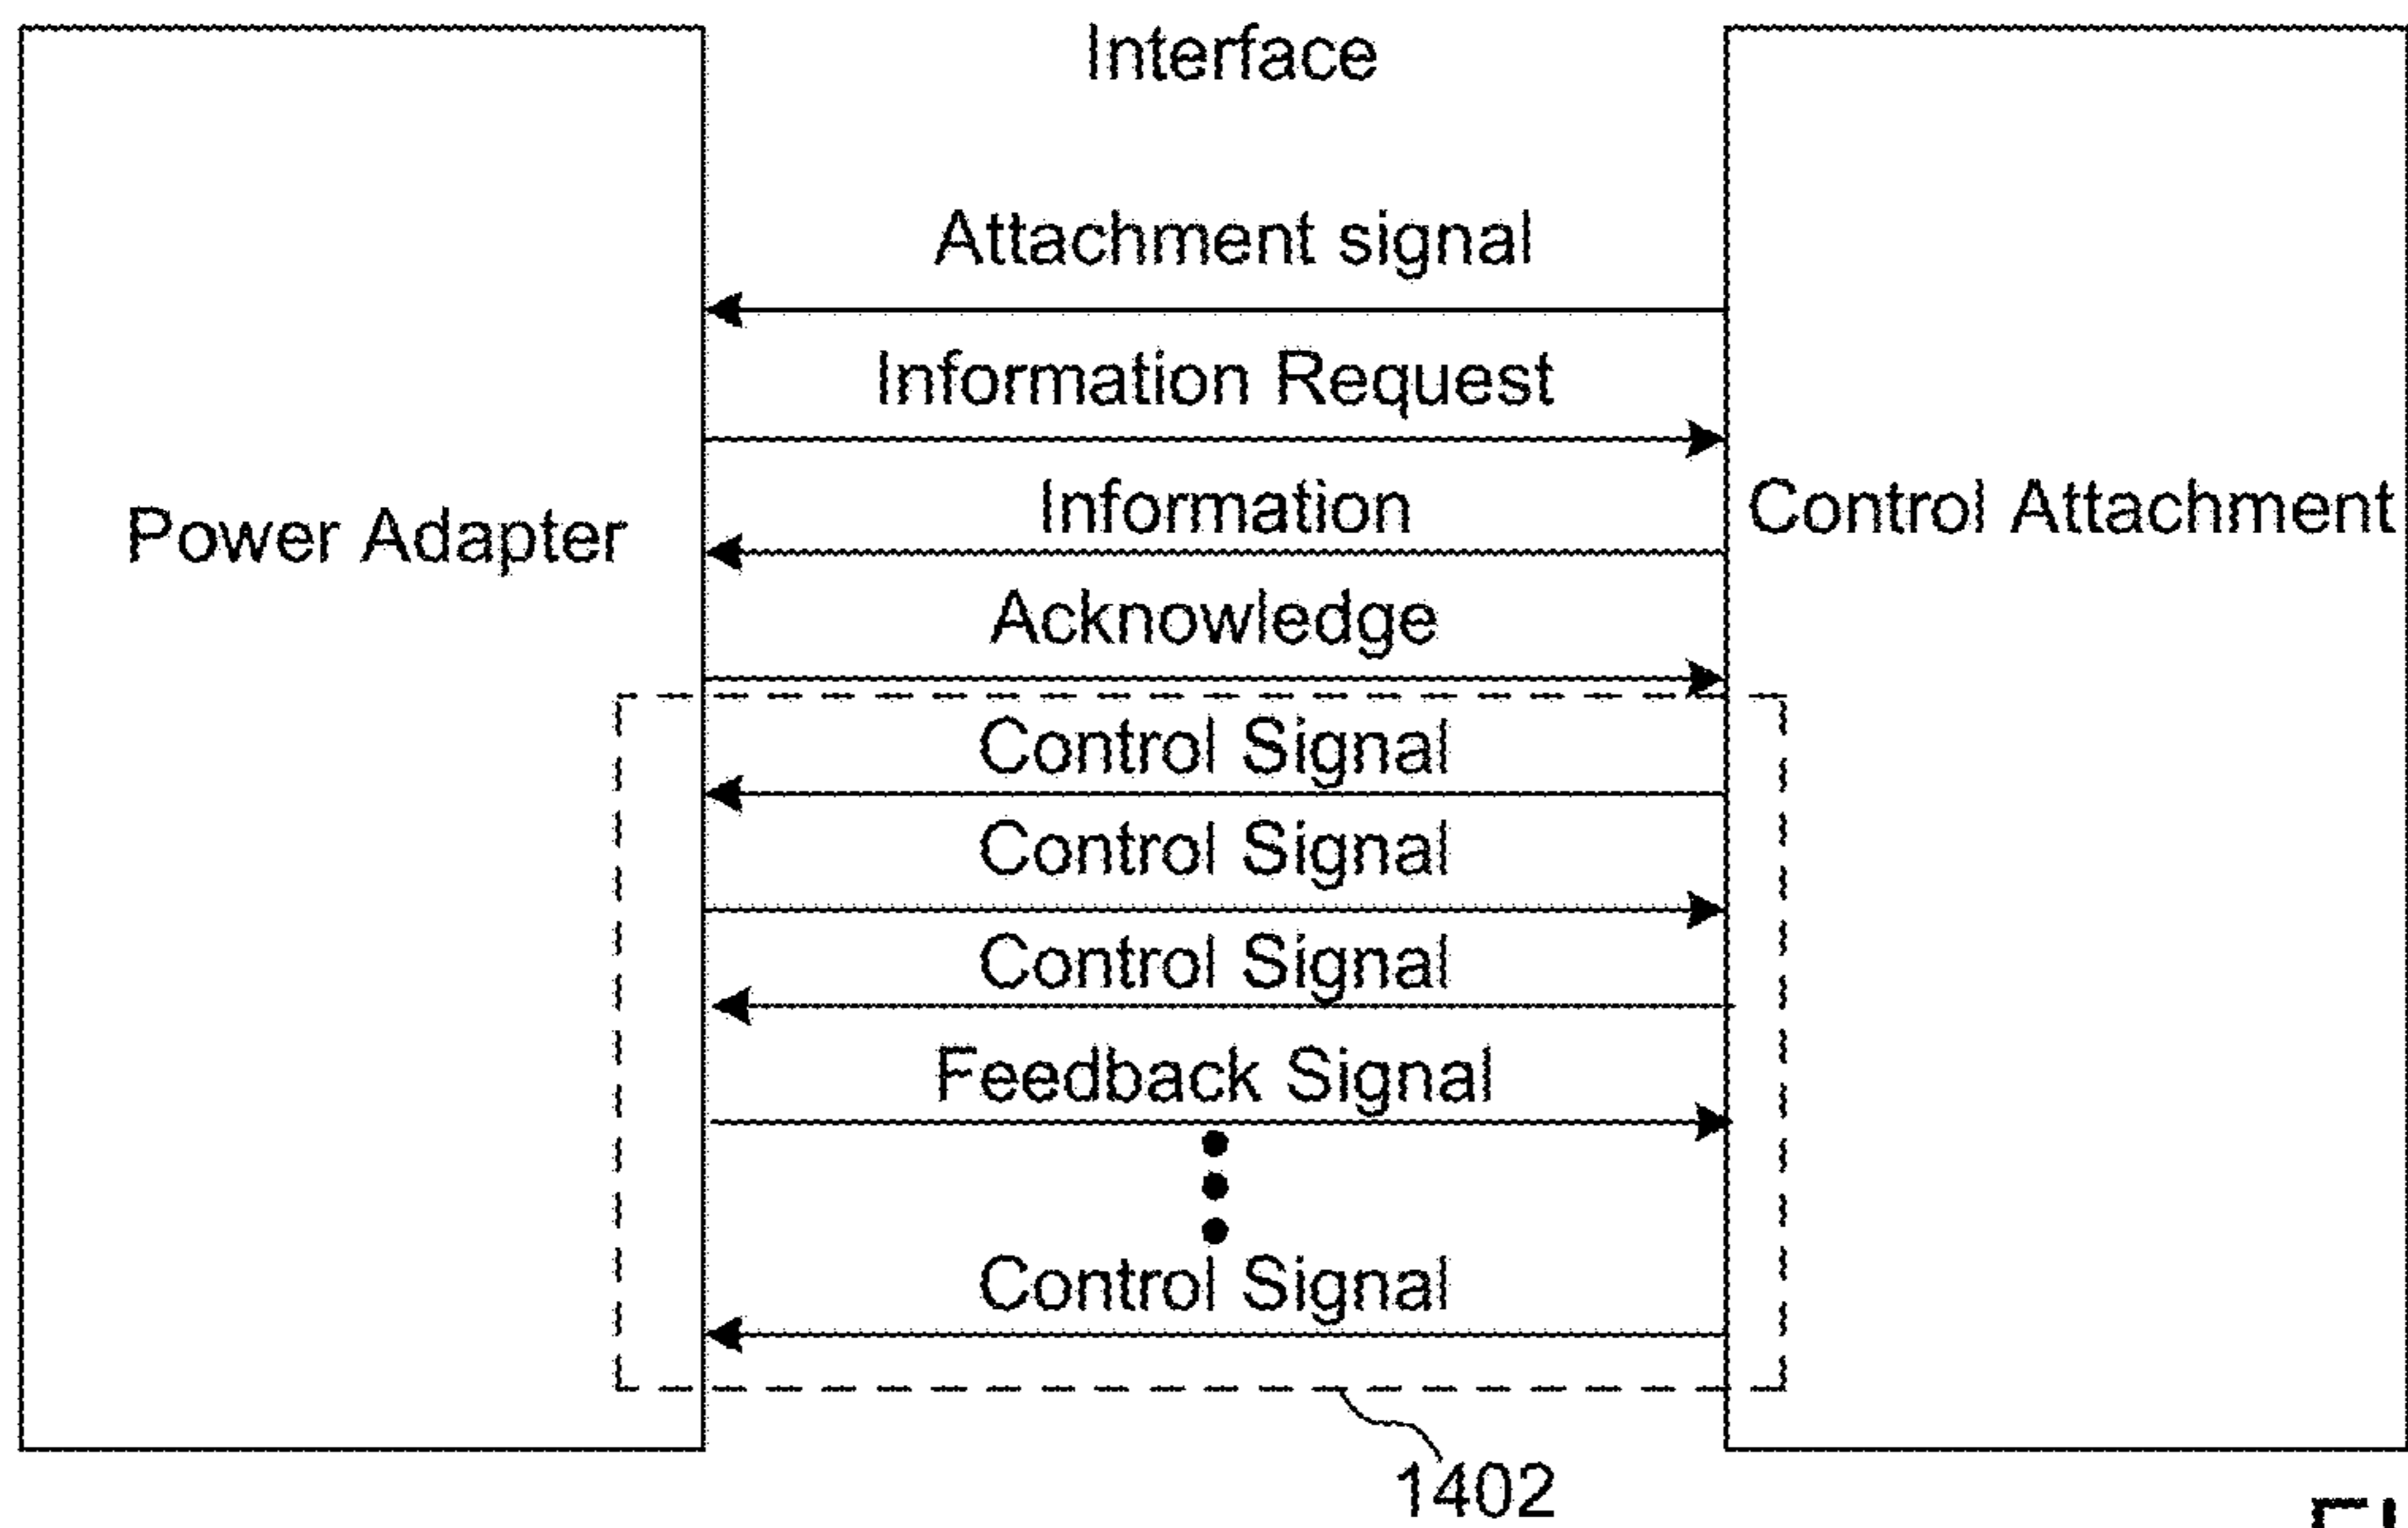 Interface
Attachment signal
Information Request
Information
Power Adapter
Control Attachment
Acknowledge
Control Signal
Control Signal
Control Signal
Feedback Signal
Control Signal
1402